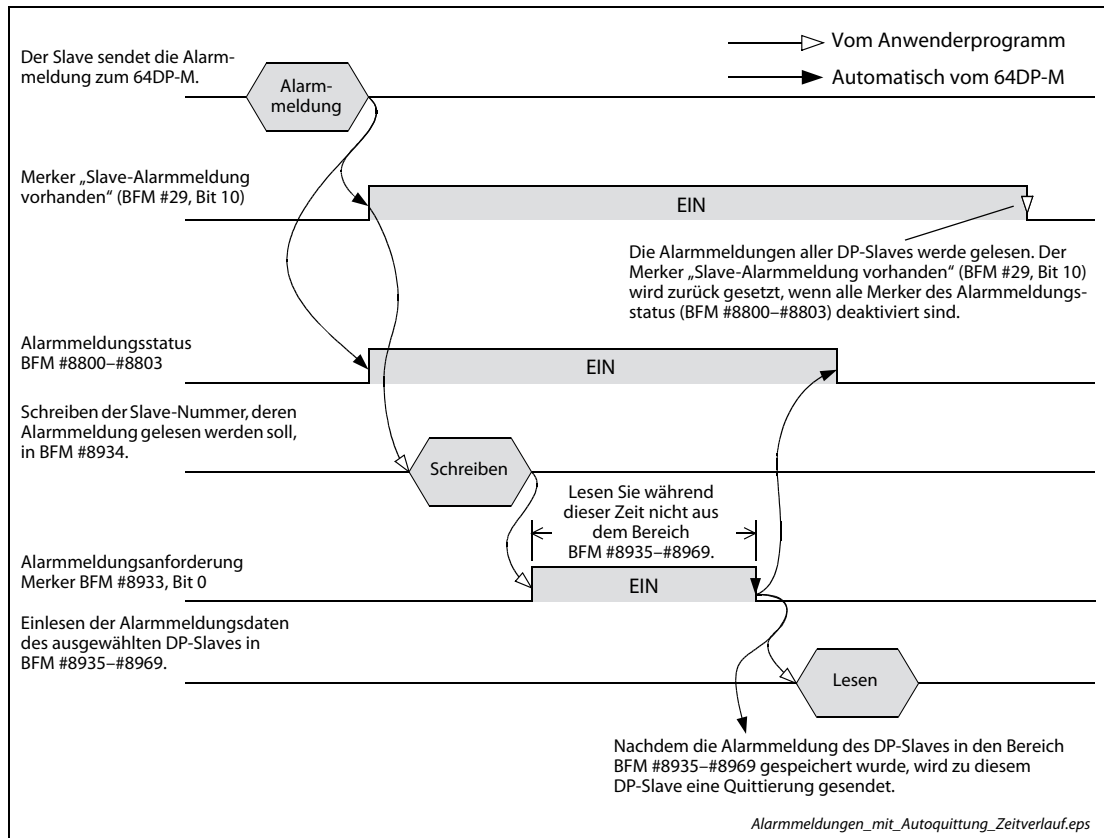 Vom Anwenderprogramm
Automatisch vom 64DP-M
Der Slave sendet die Alarm-
meldung zum 64DP-M.
Alarm-
meldung
Merker „Slave-Alarmmeldung
vorhanden“ (BFM #29, Bit 10)
EIN
Die Alarmmeldungen aller DP-Slaves werde gelesen. Der
Merker „Slave-Alarmmeldung vorhanden“ (BFM #29, Bit 10)
wird zurück gesetzt, wenn alle Merker des Alarmmeldungs-
status (BFM #8800–#8803) deaktiviert sind.
Alarmmeldungsstatus
BFM #8800–#8803
EIN
Schreiben der Slave-Nummer, deren
Alarmmeldung gelesen werden soll,
in BFM #8934.
Schreiben
Lesen Sie während
dieser Zeit nicht aus
dem Bereich
BFM #8935–#8969.
Alarmmeldungsanforderung
Merker BFM #8933, Bit 0
EIN
Einlesen der Alarmmeldungsdaten
des ausgewählten DP-Slaves in
BFM #8935–#8969.
Lesen
Nachdem die Alarmmeldung des DP-Slaves in den Bereich
BFM #8935–#8969 gespeichert wurde, wird zu diesem
DP-Slave eine Quittierung gesendet.
Alarmmeldungen_mit_Autoquittung_Zeitverlauf.eps